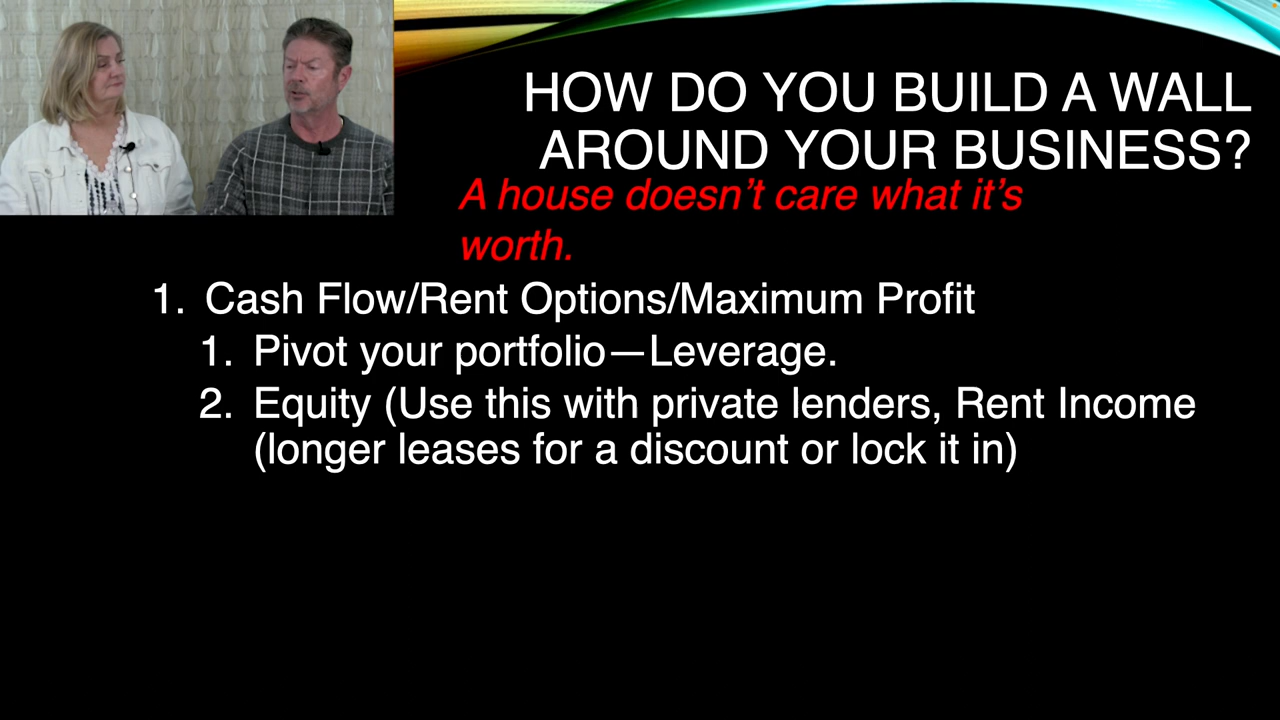 HOW DO YOU BUILD A WALL
AROUND YOUR BUSINESS?
A house doesn’t care what it’s
worth.
1. Cash Flow/Rent Options/Maximum Profit
1. Pivot your portfolio—Leverage.
2. Equity (Use this with private lenders, Rent Income
(longer leases for a discount or lock it in)